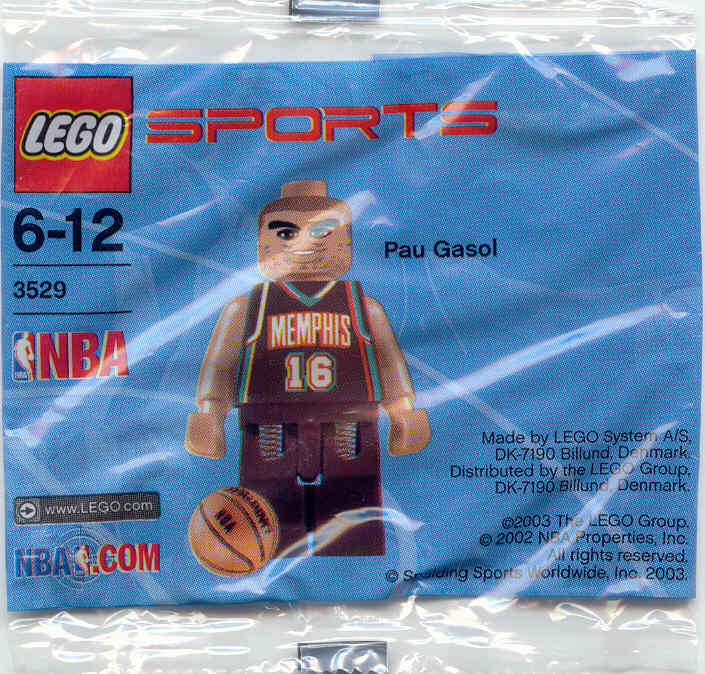 LEGO
SPORTS
6-12
Pau Gasol
3529
NBA
MEMPHIS
16
NBA
Made by LEGO System A/S,
DK-7190 Billund, Denmark.
Distributed by the LEGO Group,
DK-7190 Billund, Denmark.
www.LEGO.com
NBA.COM
©2003 The LEGO Group.
© 2002 NBA Properties, Inc.
All rights reserved.
© Spalding Sports Worldwide, Inc. 2003.